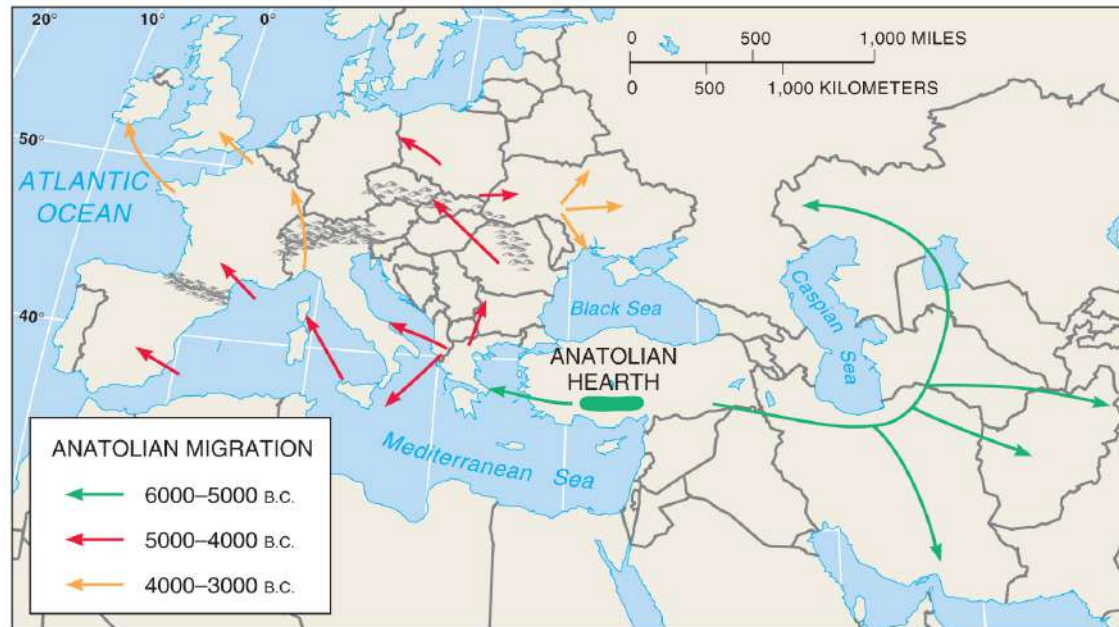 20°
10°
0°
0 500 1,000 MILES
0 500 1,000 KILOMETERS
50°
ATLANTIC
OCEAN
40°
Black Sea
Caspian
Sea
ANATOLIAN
HEARTH
Mediterranean Sea
ANATOLIAN MIGRATION
6000–5000 B.C.
5000–4000 B.C.
4000–3000 B.C.